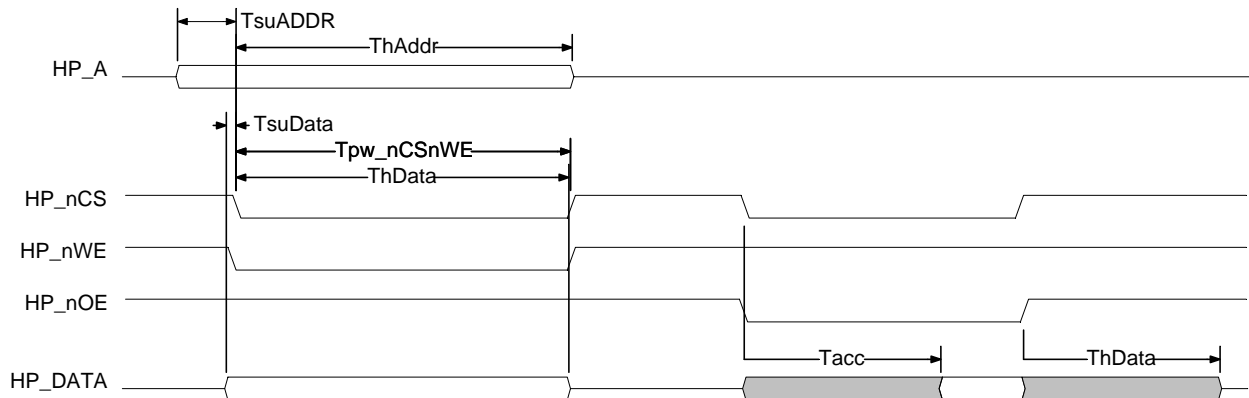 TsuADDR
ThAddr
HP_A
TsuData
Tpw_nCSnWE
ThData
HP_nCS
HP_nWE
HP_nOE
Tacc
ThData
HP_DATA